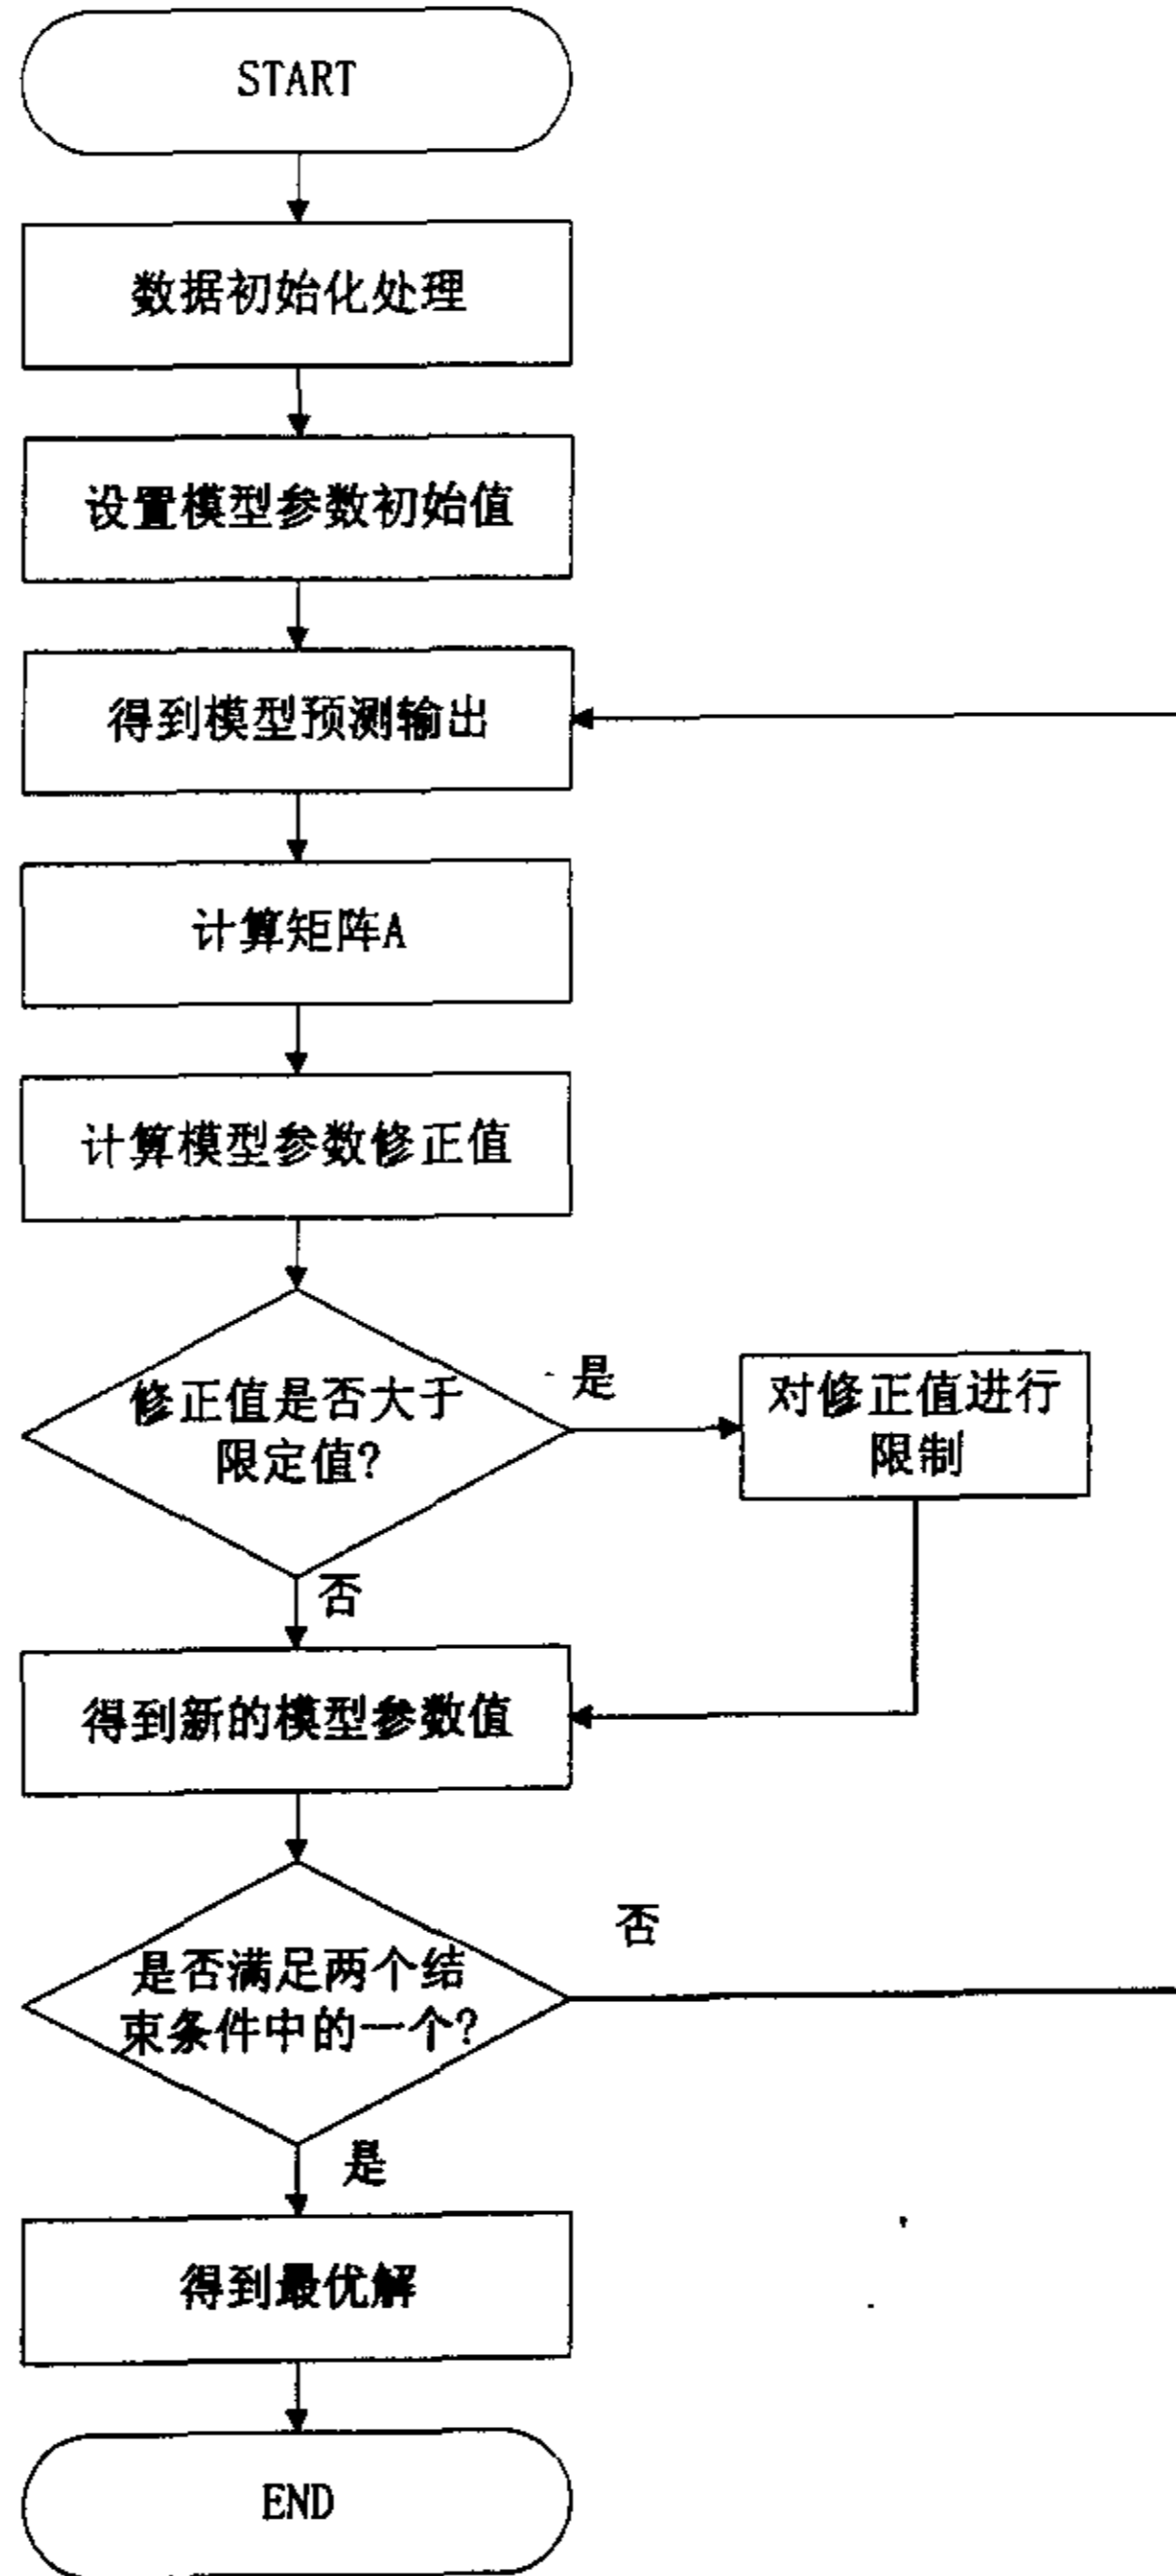 START
数据初始化处理
设置模型参数初始值
得到模型预测输出
计算矩阵A
计算模型参数修正值
修正值是否大于
限定值?
是
对修正值进行
限制
否
得到新的模型参数值
是否满足两个结
束条件中的一个?
否
是
得到最优解
END